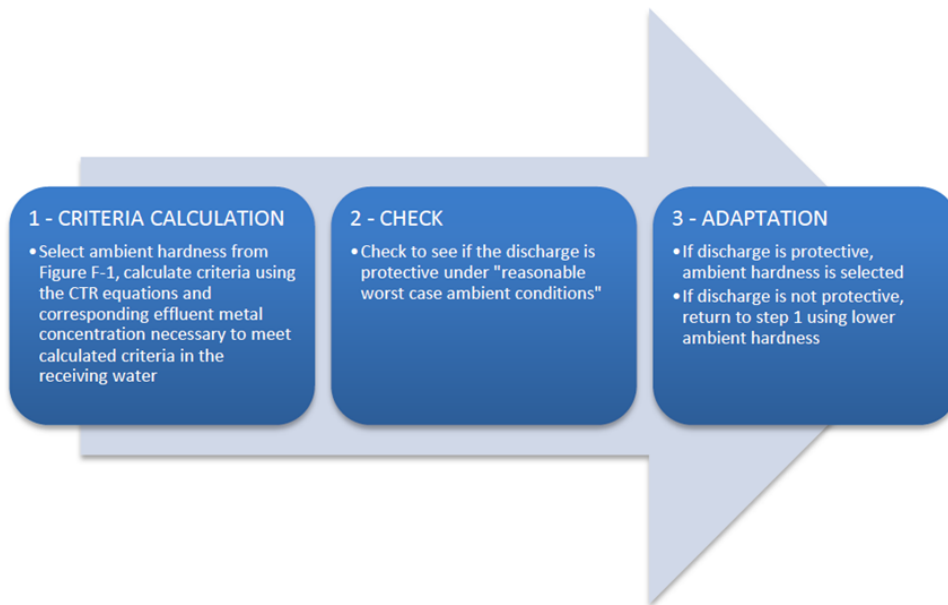 1 - CRITERIA CALCULATION
•Select ambient hardness from
Figure F-1, calculate criteria using
the CTR equations and
corresponding effluent metal
concentration necessary to meet
calculated criteria in the
receiving water
2 - CHECK
•Check to see if the discharge is
protective under "reasonable
worst case ambient conditions"
3 - ADAPTATION
•If discharge is protective,
ambient hardness is selected
•If discharge is not protective,
return to step 1 using lower
ambient hardness